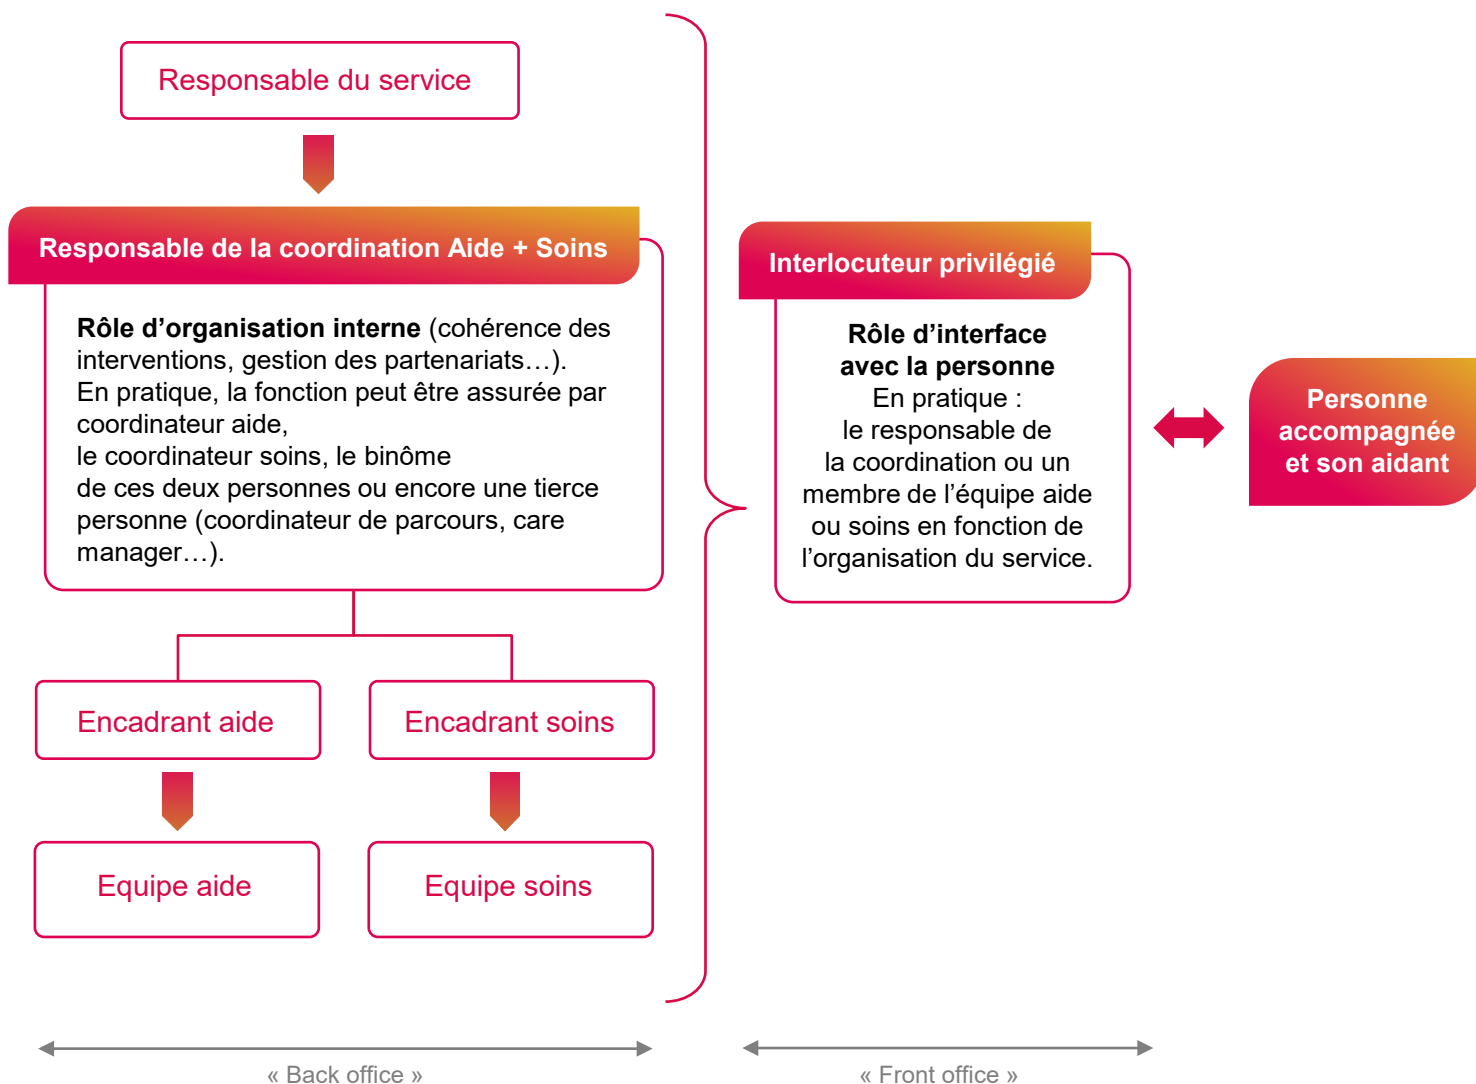 Responsable du service
Responsable de la coordination Aide + Soins
Rôle d’organisation interne (cohérence des
interventions, gestion des partenariats…).
En pratique, la fonction peut être assurée par
coordinateur aide,
le coordinateur soins, le binôme
de ces deux personnes ou encore une tierce
personne (coordinateur de parcours, care
manager…).
Encadrant aide
Encadrant soins
Equipe aide
Equipe soins
Interlocuteur privilégié
Rôle d’interface
avec la personne
En pratique :
le responsable de
la coordination ou un
membre de l’équipe aide
ou soins en fonction de
l’organisation du service.
Personne
accompagnée
et son aidant
« Back office »
« Front office »